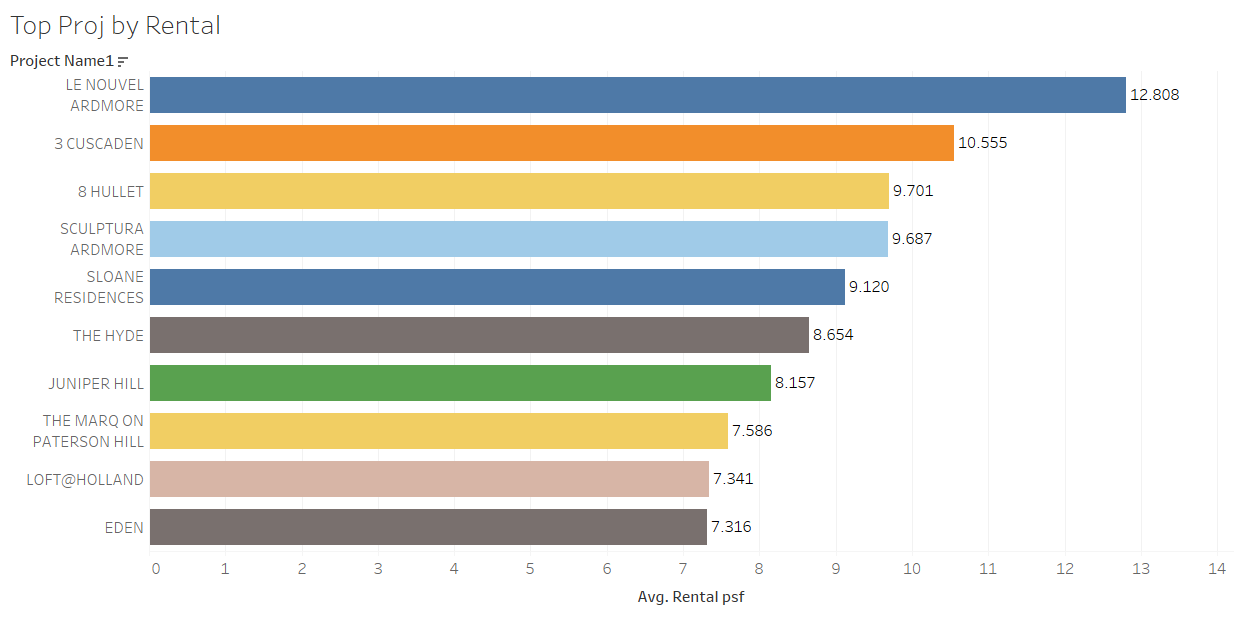 Top Proj by Rental
Project Name1
LE NOUVEL
ARDMORE
12.808
3 CUSCADEN
10.555
8 HULLET
9.701
SCULPTURA
ARDMORE
9.687
SLOANE
RESIDENCES
9.120
THE HYDE
8.654
JUNIPER HILL
8.157
THE MARQ ON
PATERSON HILL
7.586
LOFT@HOLLAND
7.341
EDEN
7.316
0 1 2 3 4 5 6 7 8 9 10 11 12 13 14
Avg. Rental psf